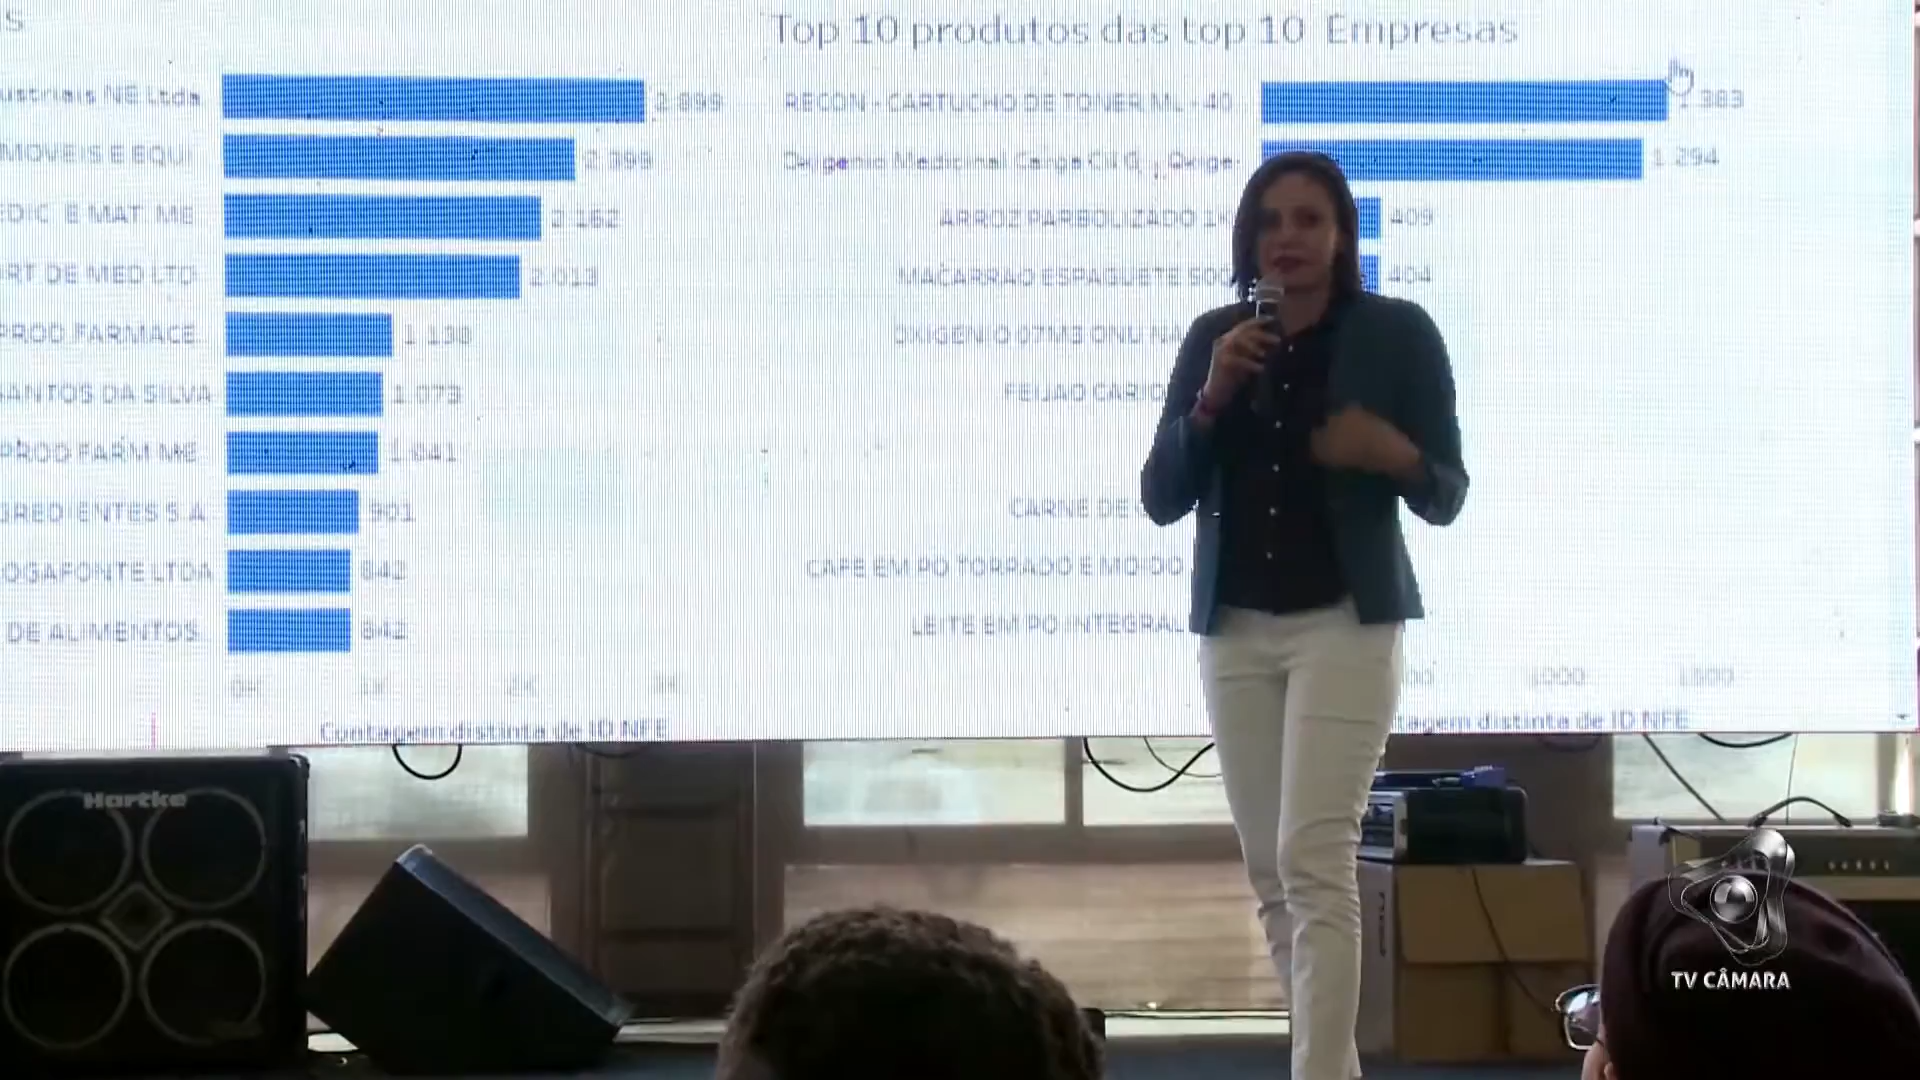 Top 10 produtos das top 10 Empresas
ustriais NE Ltda 2.899
MOVEIS E EQUI 2.399
EDIC. E MAT. ME 2.162
ORT DE MED LTD 2.013
PROD FARMACE 1.138
SANTOS DA SILVA 1.073
PROD FARM ME 1.041
GREDIENTES S A 901
OGAFONTE LTDA 842
DE ALIMENTOS 842
0K 1K 2K 3K
Contagem distinta de ID NFE
RECON - CARTUCHO DE TONER ML - 40 1.383
Oxigenio Medicinal Carga Cil 1.294
ARROZ PARBOLIZADO 1K 409
MACARRAO ESPAGUETE 500 404
OXIGENIO 07M3 ONU NA
FEIJAO CARIO
CARNE DE
CAFE EM PO TORRADO E MOIDO
LEITE EM PO INTEGRAL
1000 1500
tagem distinta de ID NFE
Hartke
TV CÂMARA